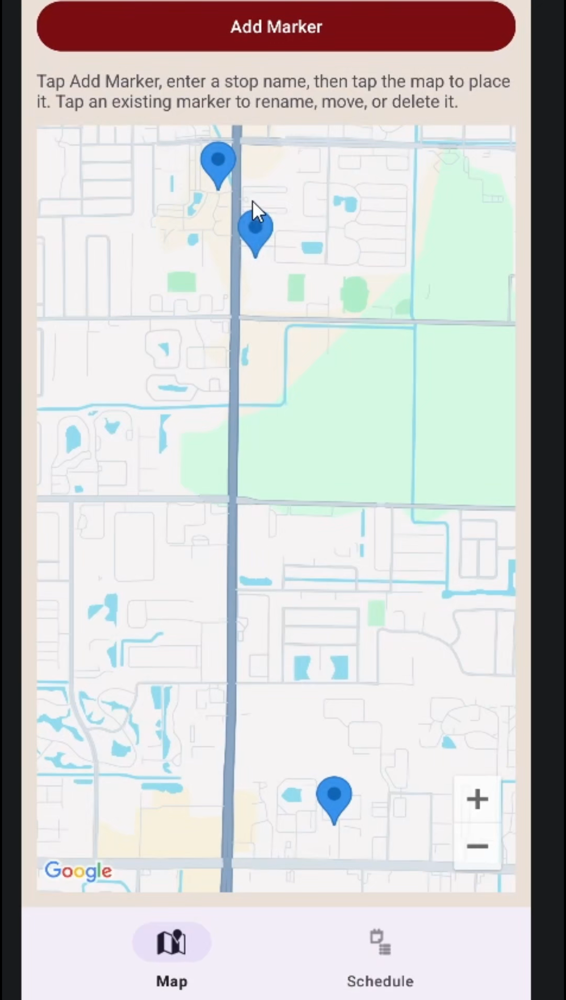 Add Marker
Tap Add Marker, enter a stop name, then tap the map to place
it. Tap an existing marker to rename, move, or delete it.
+
−
Google
Map
Schedule